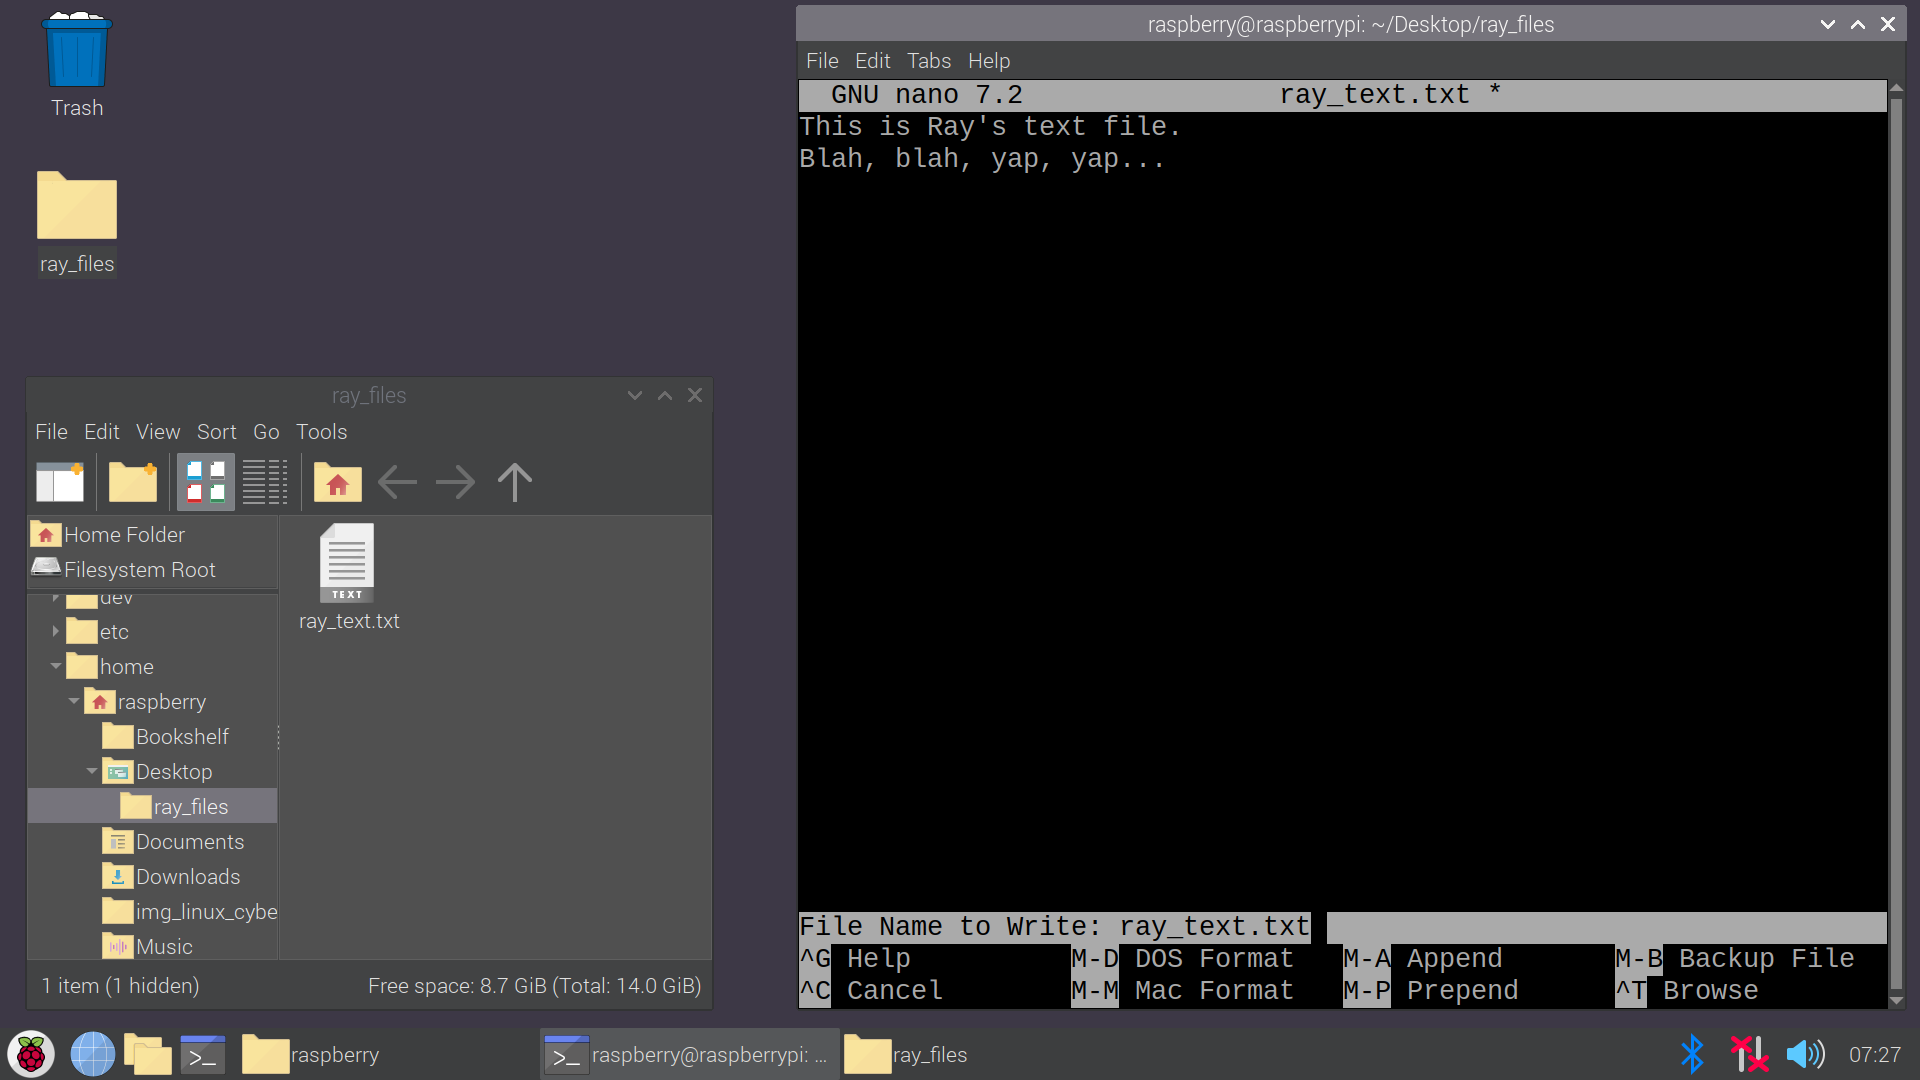 Trash
ray_files
raspberry@raspberrypi: ~/Desktop/ray_files
File Edit Tabs Help
GNU nano 7.2 ray_text.txt *
This is Ray's text file.
Blah, blah, yap, yap...
File Name to Write: ray_text.txt
^G Help M-D DOS Format M-A Append M-B Backup File
^C Cancel M-M Mac Format M-P Prepend ^T Browse
ray_files
File Edit View Sort Go Tools
Home Folder
Filesystem Root
dev
etc
home
raspberry
Bookshelf
Desktop
ray_files
Documents
Downloads
img_linux_cybe
Music
TEXT
ray_text.txt
1 item (1 hidden) Free space: 8.7 GiB (Total: 14.0 GiB)
>_ raspberry >_ raspberry@raspberrypi: ... ray_files 07:27